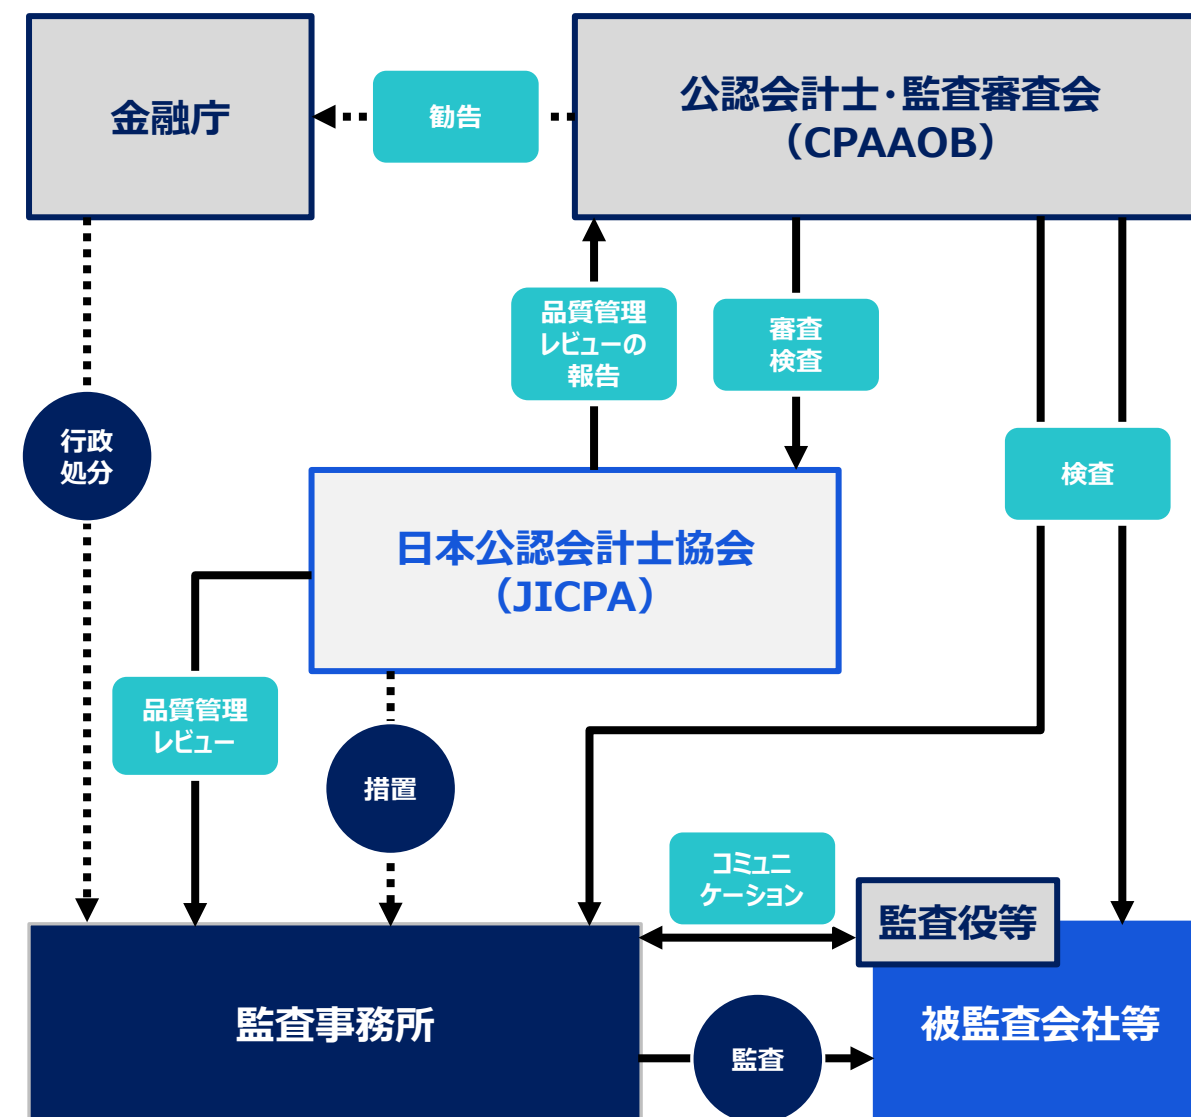 金融庁
勧告
公認会計士･監査審査会
（CPAAOB）
品質管理
レビューの
報告
審査
検査
行政
処分
検査
日本公認会計士協会
（JICPA）
品質管理
レビュー
措置
コミュニ
ケーション
監査役等
監査事務所
監査
被監査会社等